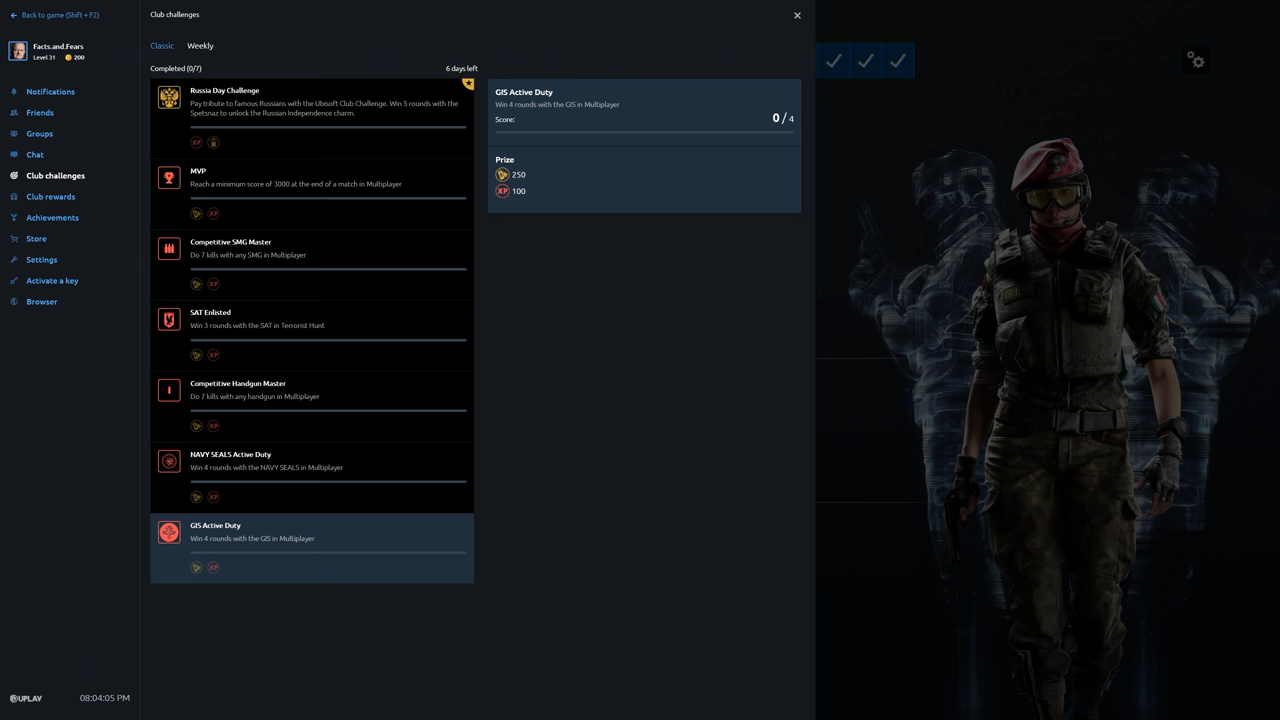 Back to game (Shift + F2)
Facts.and.Fears
Level 31 200
Notifications
Friends
Groups
Chat
Club challenges
Club rewards
Achievements
Store
Settings
Activate a key
Browser
UPLAY 08:04:05 PM
Club challenges
Classic Weekly
Completed (0/7) 6 days left
Russia Day Challenge
Pay tribute to famous Russians with the Ubisoft Club Challenge. Win 5 rounds with the
Spetsnaz to unlock the Russian Independence charm.
XP
MVP
Reach a minimum score of 3000 at the end of a match in Multiplayer
XP
Competitive SMG Master
Do 7 kills with any SMG in Multiplayer
XP
SAT Enlisted
Win 3 rounds with the SAT in Terrorist Hunt
XP
Competitive Handgun Master
Do 7 kills with any handgun in Multiplayer
XP
NAVY SEALS Active Duty
Win 4 rounds with the NAVY SEALS in Multiplayer
XP
GIS Active Duty
Win 4 rounds with the GIS in Multiplayer
XP
GIS Active Duty
Win 4 rounds with the GIS in Multiplayer
Score: 0 / 4
Prize
250
XP 100